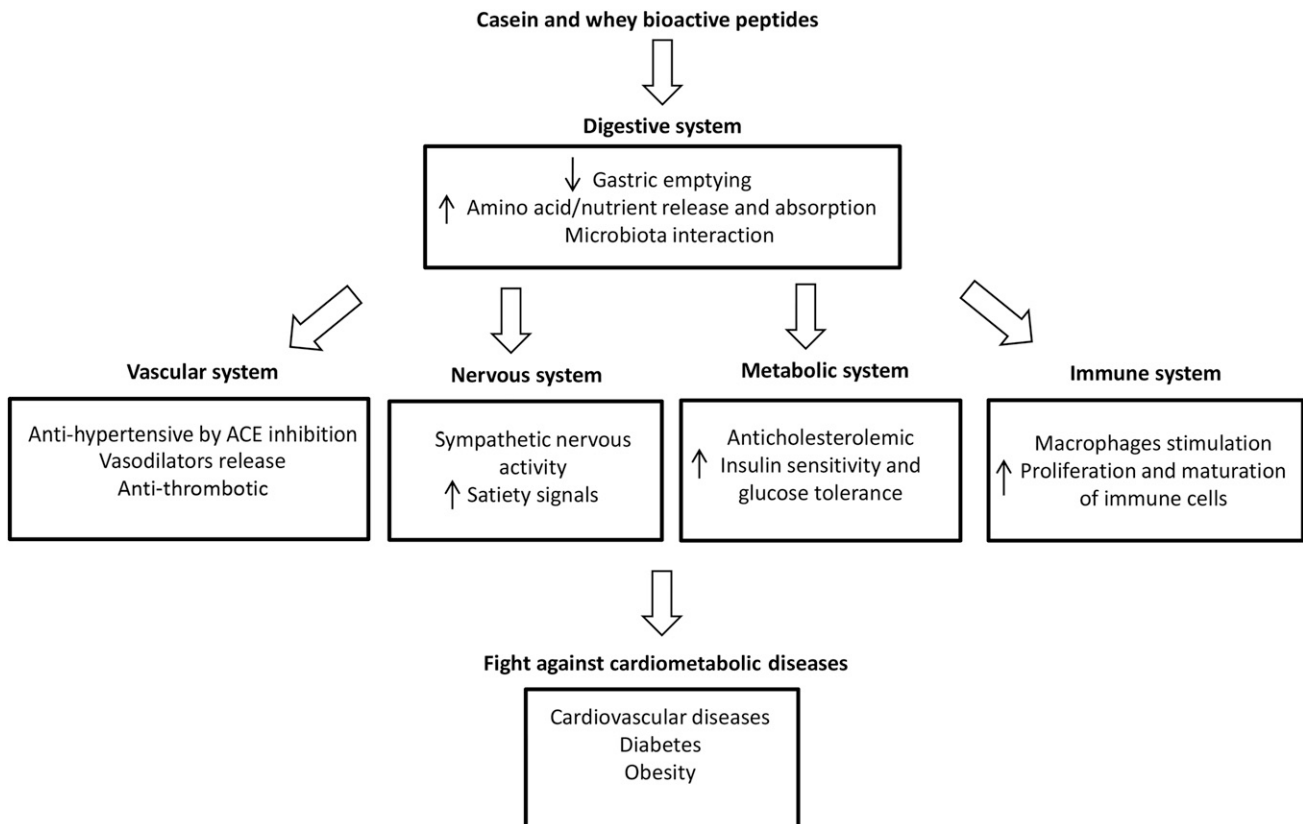 Casein and whey bioactive peptides
Digestive system
↓ Gastric emptying
↑ Amino acid/nutrient release and absorption
Microbiota interaction
Vascular system
Anti-hypertensive by ACE inhibition
Vasodilators release
Anti-thrombotic
Nervous system
Sympathetic nervous
activity
↑ Satiety signals
Metabolic system
Anticholesterolemic
↑ Insulin sensitivity and
glucose tolerance
Immune system
Macrophages stimulation
↑ Proliferation and maturation
of immune cells
Fight against cardiometabolic diseases
Cardiovascular diseases
Diabetes
Obesity